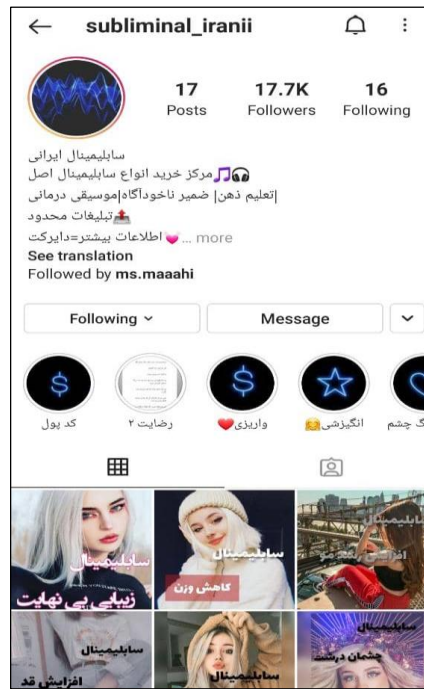 subliminal_iranii
17 17.7K 16
Posts Followers Following
سابلیمینال ایرانی
🎧🎵مرکز خرید انواع سابلیمینال اصل
|تعلیم ذهن| ضمیر ناخودآگاه|موسیقی درمانی
📤تبلیغات محدود
اطلاعات بیشتر=دایرکت💓 ... more
See translation
Followed by ms.maaahi
Following Message
کد پول رضایت ۲ واریزی❤️ انگیزشی🤗 گ چشم
سابلیمینال
زیبایی بی نهایت
سابلیمینال
کاهش وزن
سابلیمینال
سابلیمینال
افزایش قد
سابلیمینال
سابلیمینال
چشمان درشت